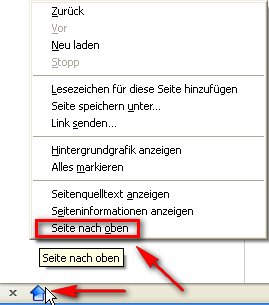 Zurück
Vor
Neu laden
Stopp
Lesezeichen für diese Seite hinzufügen
Seite speichern unter...
Link senden...
Hintergrundgrafik anzeigen
Alles markieren
Seitenquelltext anzeigen
Seiteninformationen anzeigen
Seite nach oben
Seite nach oben